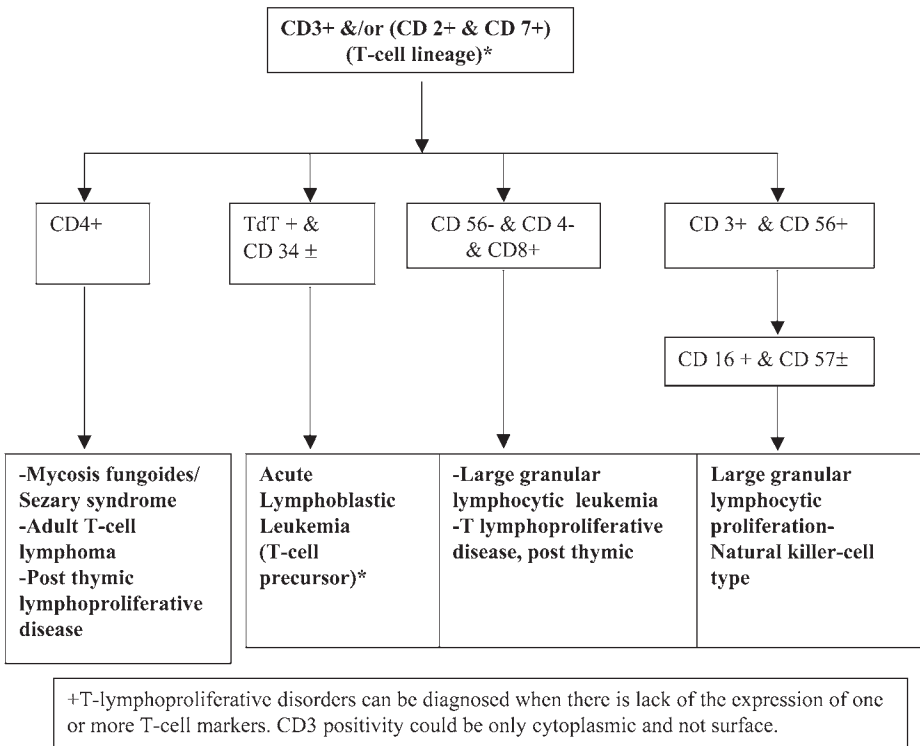 CD3+ &/or (CD 2+ & CD 7+)
(T-cell lineage)*
CD4+
TdT + &
CD 34 ±
CD 56- & CD 4-
& CD8+
CD 3+ & CD 56+
CD 16 + & CD 57±
-Mycosis fungoides/
Sezary syndrome
-Adult T-cell
lymphoma
-Post thymic
lymphoproliferative
disease
Acute
Lymphoblastic
Leukemia
(T-cell
precursor)*
-Large granular
lymphocytic leukemia
-T lymphoproliferative
disease, post thymic
Large granular
lymphocytic
proliferation-
Natural killer-cell
type
+T-lymphoproliferative disorders can be diagnosed when there is lack of the expression of one
or more T-cell markers. CD3 positivity could be only cytoplasmic and not surface.